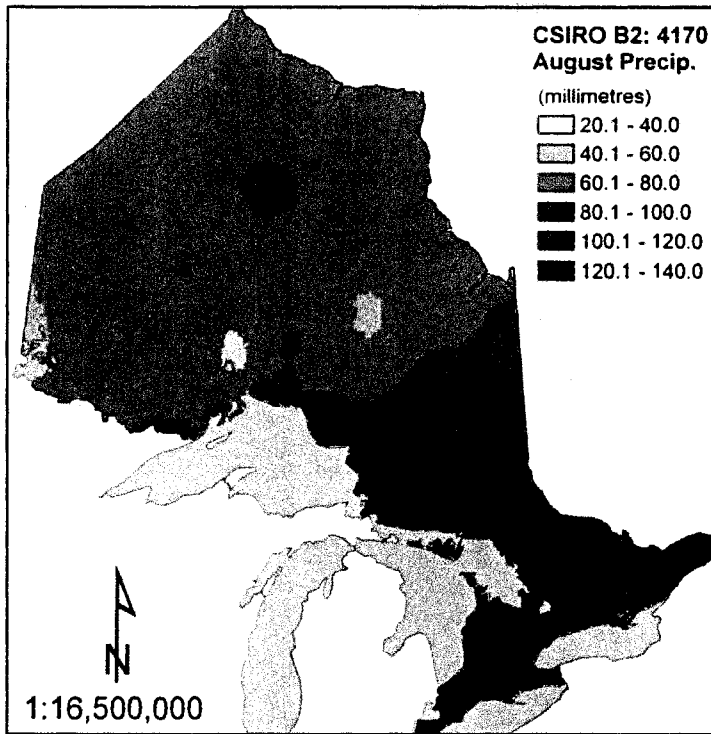 CSIRO B2: 4170
August Precip.
(millimetres)
20.1 - 40.0
40.1 - 60.0
60.1 - 80.0
80.1 - 100.0
100.1 - 120.0
120.1 - 140.0
N
1:16,500,000